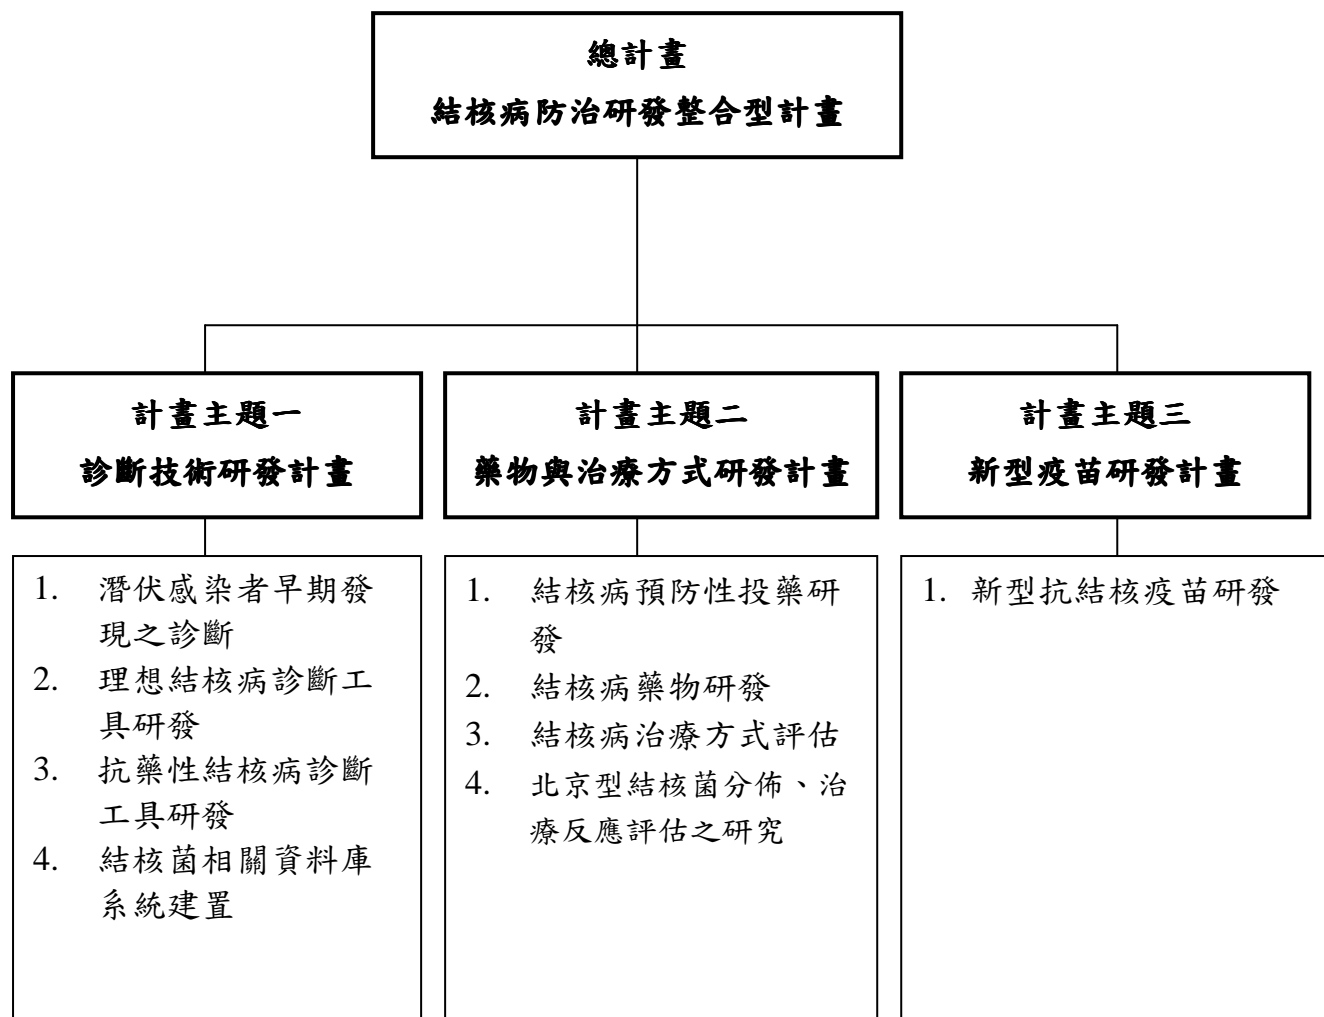 總計畫
結核病防治研發整合型計畫
計畫主題一
診斷技術研發計畫
計畫主題二
藥物與治療方式研發計畫
計畫主題三
新型疫苗研發計畫
1. 潛伏感染者早期發
現之診斷
2. 理想結核病診斷工
具研發
3. 抗藥性結核病診斷
工具研發
4. 結核菌相關資料庫
系統建置
1. 結核病預防性投藥研
發
2. 結核病藥物研發
3. 結核病治療方式評估
4. 北京型結核菌分佈、治
療反應評估之研究
1. 新型抗結核疫苗研發